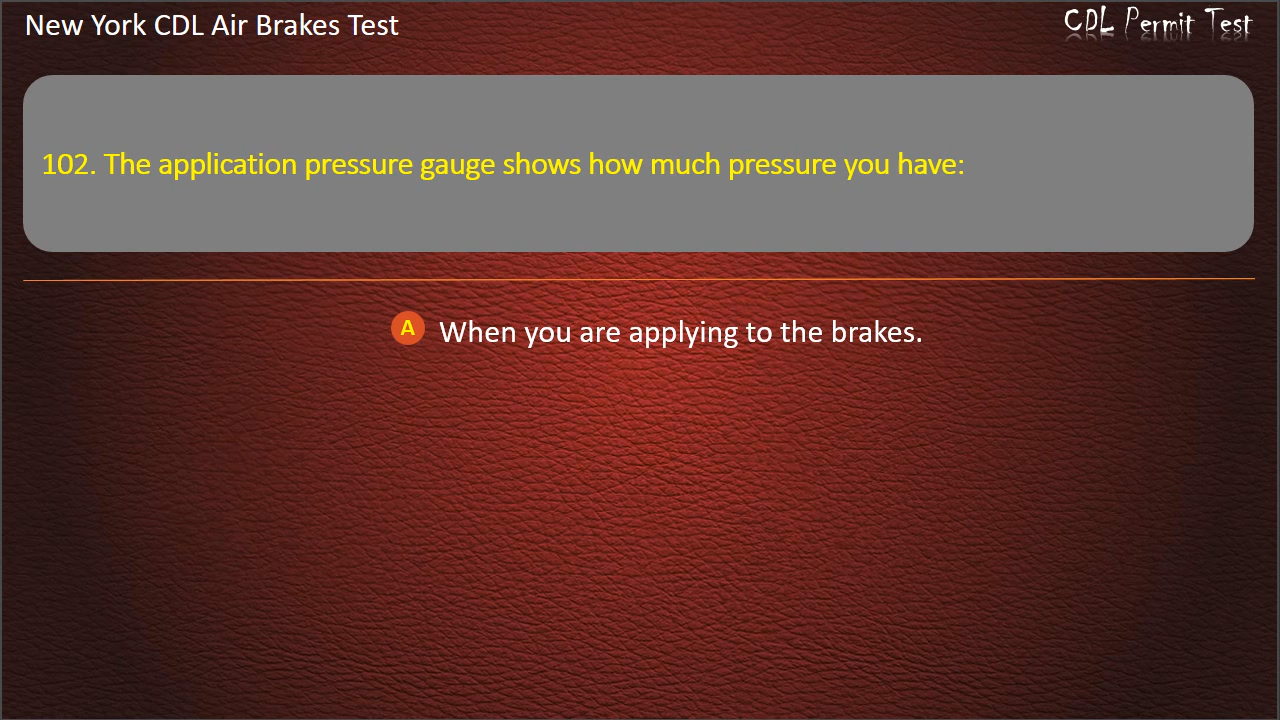 New York CDL Air Brakes Test
CDL Permit Test
102. The application pressure gauge shows how much pressure you have:
A When you are applying to the brakes.